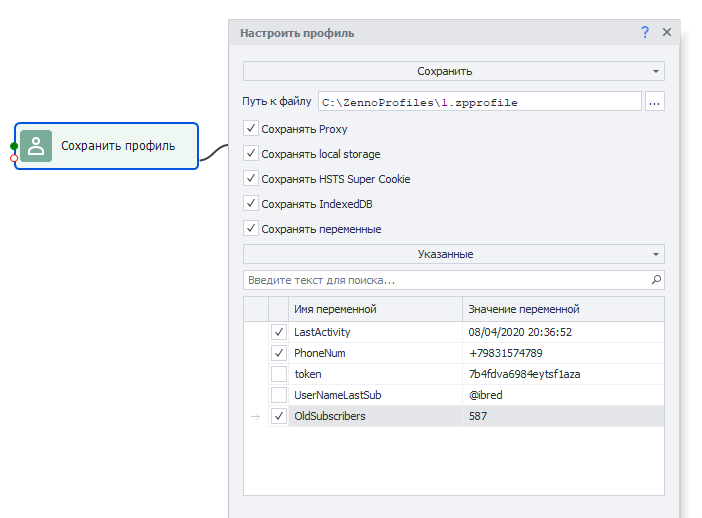 Настроить профиль
?
Сохранить
Путь к файлу C:\ZennoProfiles\1.zpprofile ...
Сохранить профиль
Сохранять Proxy
Сохранять local storage
Сохранять HSTS Super Cookie
Сохранять IndexedDB
Сохранять переменные
Указанные
Введите текст для поиска...
Имя переменной Значение переменной
LastActivity 08/04/2020 20:36:52
PhoneNum +79831574789
token 7b4fdva6984eytsf1aza
UserNameLastSub @ibred
OldSubscribers 587